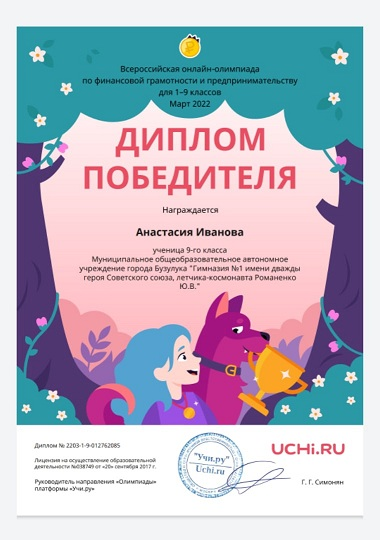 Всероссийская онлайн-олимпиада
по финансовой грамотности и предпринимательству
для 1–9 классов
Март 2022
ДИПЛОМ
ПОБЕДИТЕЛЯ
Награждается
Анастасия Иванова
ученица 9-го класса
Муниципальное общеобразовательное автономное
учреждение города Бузулука "Гимназия №1 имени дважды
героя Советского союза, летчика-космонавта Романенко
Ю.В."
Диплом № 2203-1-9-012762085
Лицензия на осуществление образовательной
деятельности №038749 от «20» сентября 2017 г.
Руководитель направления «Олимпиады»
платформы «Учи.ру»
"Учи.ру"
Uchi.ru
UCHi.RU
Г. Г. Симонян